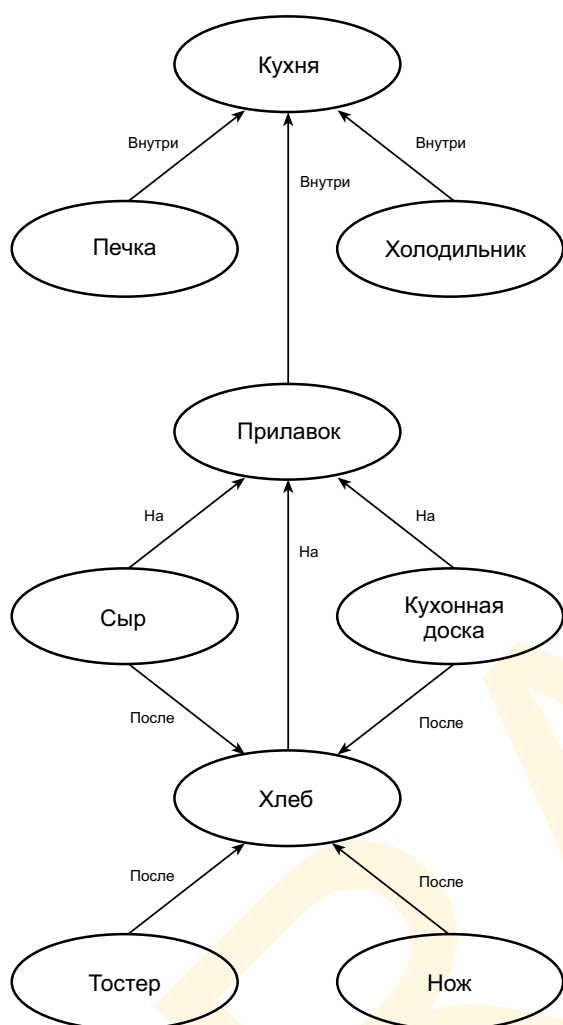 Кухня
Внутри
Внутри
Внутри
Печка
Холодильник
Прилавок
На
На
На
Сыр
Кухонная
доска
После
После
Хлеб
После
После
Тостер
Нож